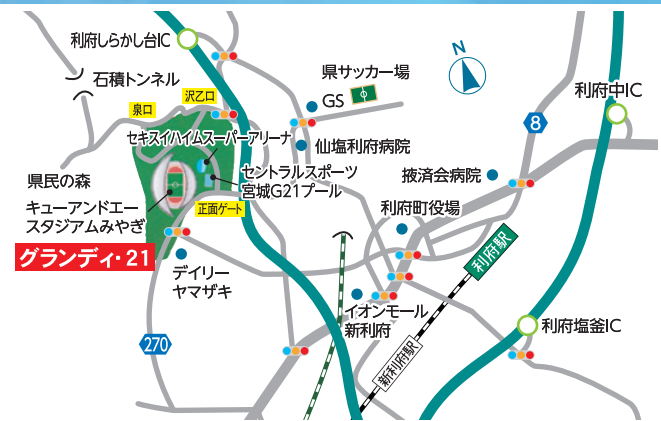 利府しらかし台IC
石積トンネル
県サッカー場
GS
利府中IC
泉口
沢乙口
8
セキスイハイムスーパーアリーナ
仙塩利府病院
セントラルスポーツ
宮城G21プール
掖済会病院
県民の森
キューアンドエー
スタジアムみやぎ
正面ゲート
利府町役場
グランディ・21
デイリー
ヤマザキ
利府駅
イオンモール
新利府
利府塩釜IC
270
新利府駅
N